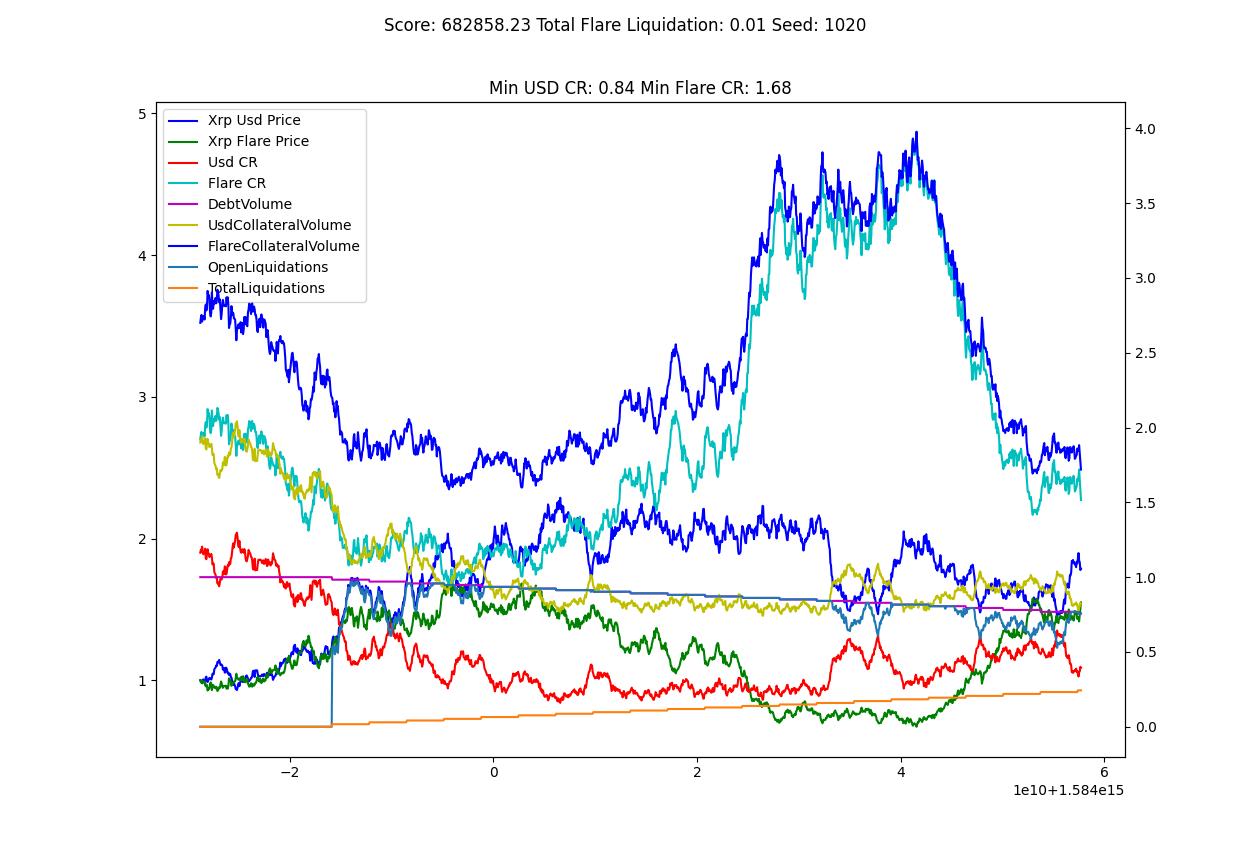 Score: 682858.23 Total Flare Liquidation: 0.01 Seed: 1020
Min USD CR: 0.84 Min Flare CR: 1.68
Xrp Usd Price
Xrp Flare Price
Usd CR
Flare CR
DebtVolume
UsdCollateralVolume
FlareCollateralVolume
OpenLiquidations
TotalLiquidations
5
4
3
2
1
4.0
3.5
3.0
2.5
2.0
1.5
1.0
0.5
0.0
−2
0
2
4
6
1e10+1.584e15